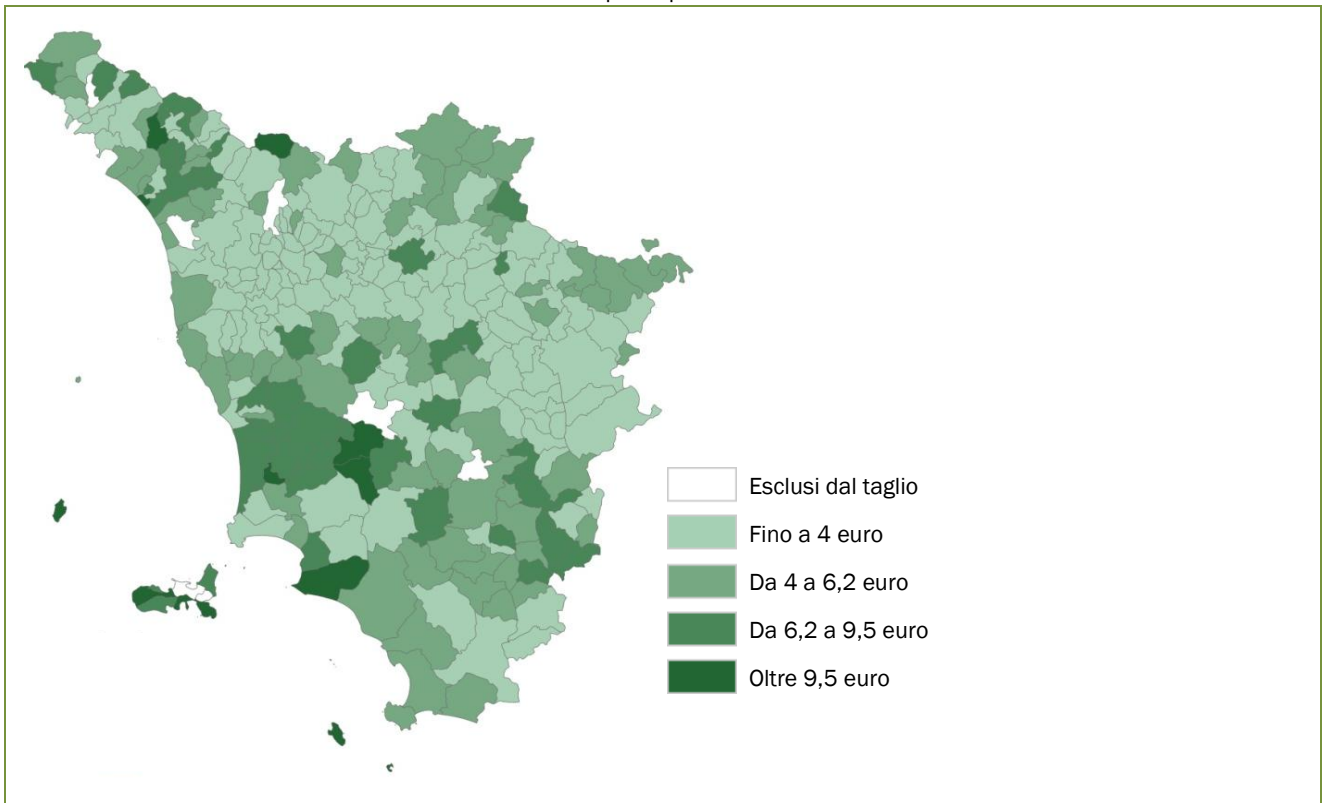 Esclusi dal taglio
Fino a 4 euro
Da 4 a 6,2 euro
Da 6,2 a 9,5 euro
Oltre 9,5 euro